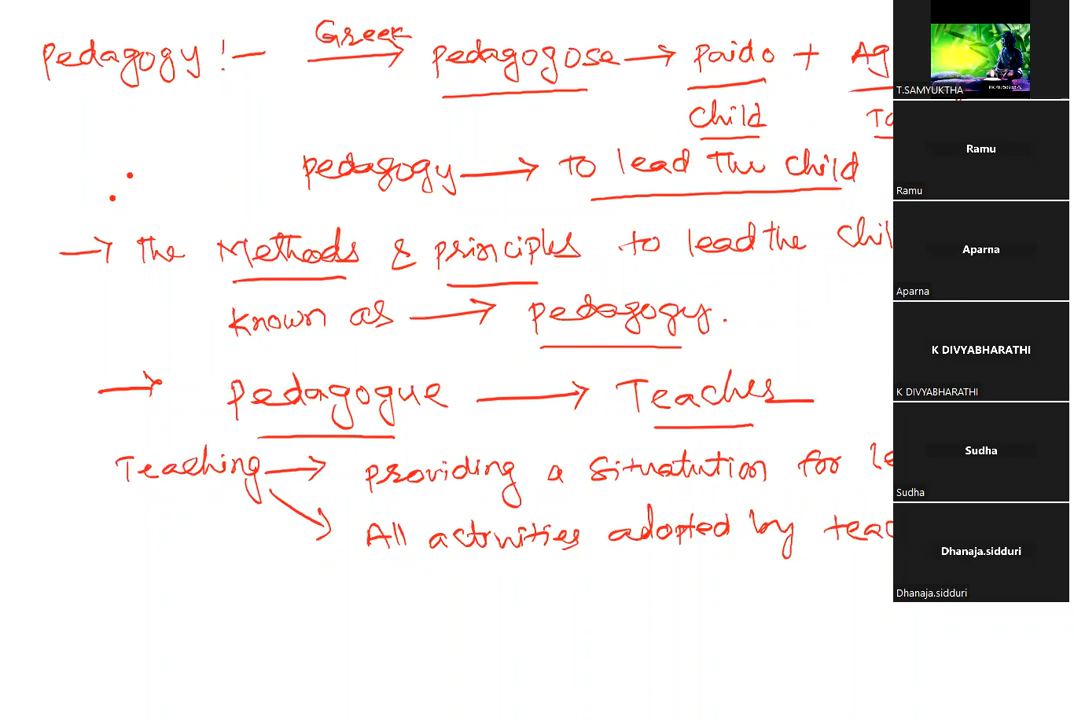 Pedagogy :- Greek → pedagogose → Paido +
child
pedagogy → to lead the child
→ The Methods & principles to lead the
known as → pedagogy.
→ Pedagogue → Teacher
Teaching → providing a situatution for
→ All activities adopted by
T.SAMYUKTHA
Ramu
Ramu
Aparna
Aparna
K DIVYABHARATHI
K DIVYABHARATHI
Sudha
Sudha
Dhanaja.sidduri
Dhanaja.sidduri